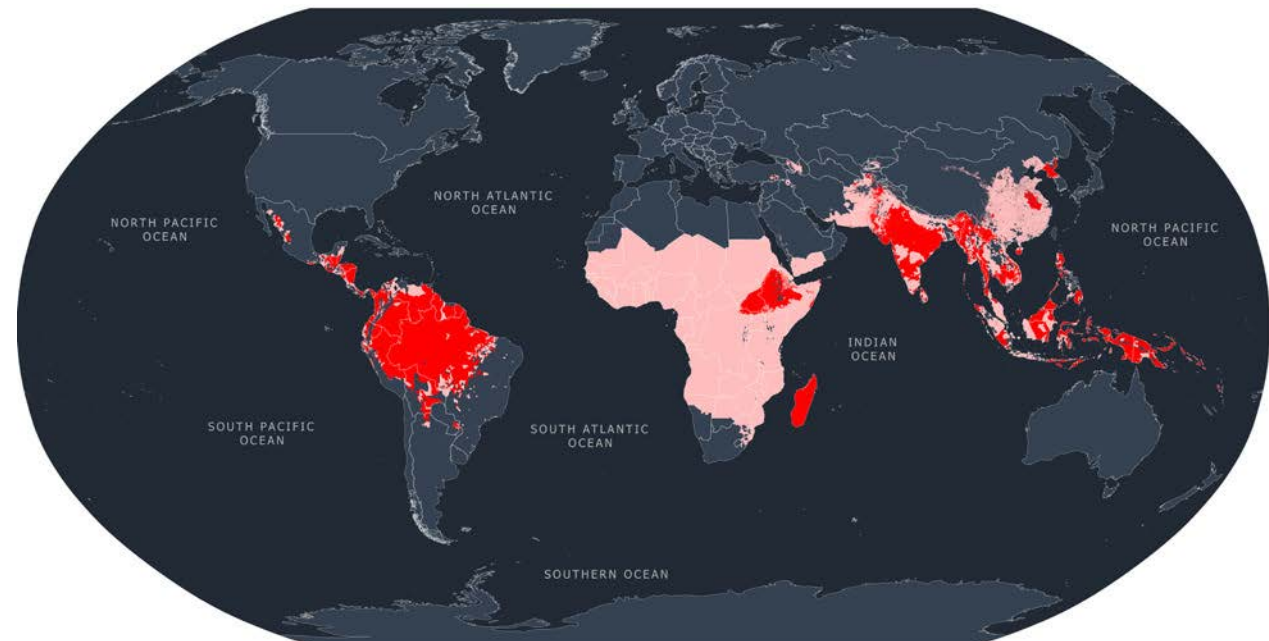 NORTH ATLANTIC
OCEAN
NORTH PACIFIC
OCEAN
NORTH PACIFIC
OCEAN
INDIAN
OCEAN
SOUTH PACIFIC
OCEAN
SOUTH ATLANTIC
OCEAN
SOUTHERN OCEAN